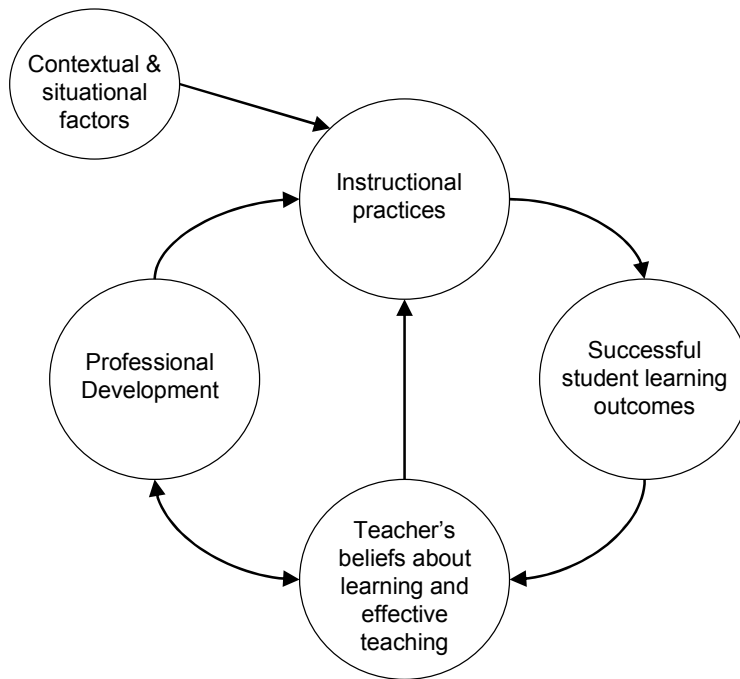 Contextual &
situational
factors
Instructional
practices
Professional
Development
Successful
student learning
outcomes
Teacher’s
beliefs about
learning and
effective
teaching